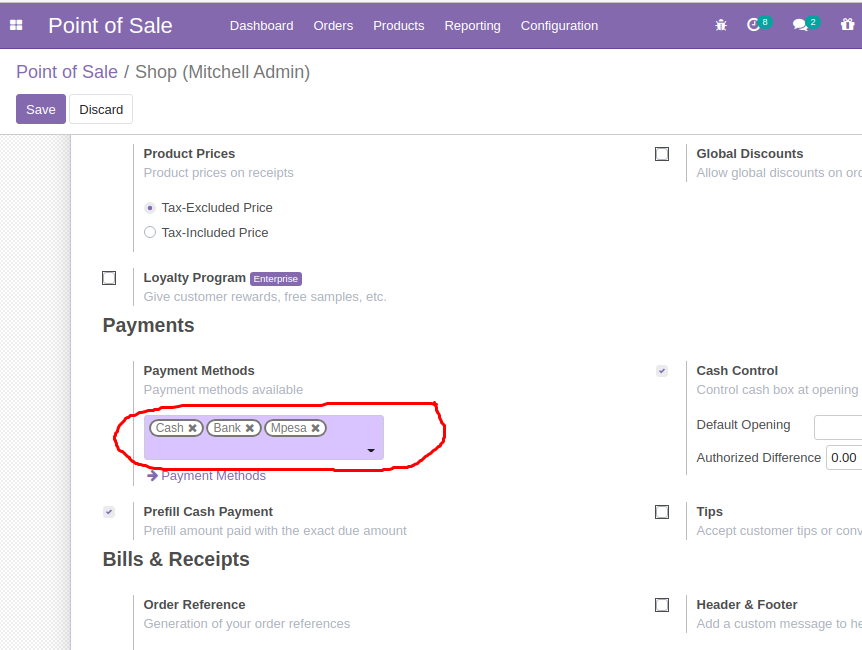 Point of Sale Dashboard Orders Products Reporting Configuration 8 2
Point of Sale / Shop (Mitchell Admin)
Save Discard
Product Prices
Product prices on receipts
Tax-Excluded Price
Tax-Included Price
Global Discounts
Allow global discounts on
Loyalty Program Enterprise
Give customer rewards, free samples, etc.
Payments
Payment Methods
Payment methods available
Cash Bank Mpesa
Payment Methods
Cash Control
Control cash box at opening
Default Opening
Authorized Difference 0.00
Prefill Cash Payment
Prefill amount paid with the exact due amount
Tips
Accept customer tips or
Bills & Receipts
Order Reference
Generation of your order references
Header & Footer
Add a custom message to